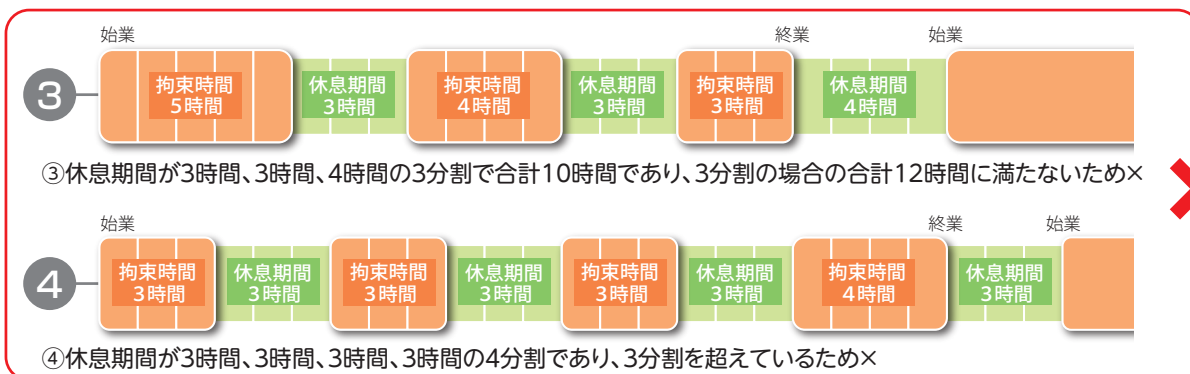 始業 終業 始業
3
拘束時間
5時間
休息期間
3時間
拘束時間
4時間
休息期間
3時間
拘束時間
3時間
休息期間
4時間
③休息期間が3時間、3時間、4時間の3分割で合計10時間であり、3分割の場合の合計12時間に満たないため×
始業 終業 始業
4
拘束時間
3時間
休息期間
3時間
拘束時間
3時間
休息期間
3時間
拘束時間
3時間
休息期間
3時間
拘束時間
4時間
休息期間
3時間
④休息期間が3時間、3時間、3時間、3時間の4分割であり、3分割を超えているため×